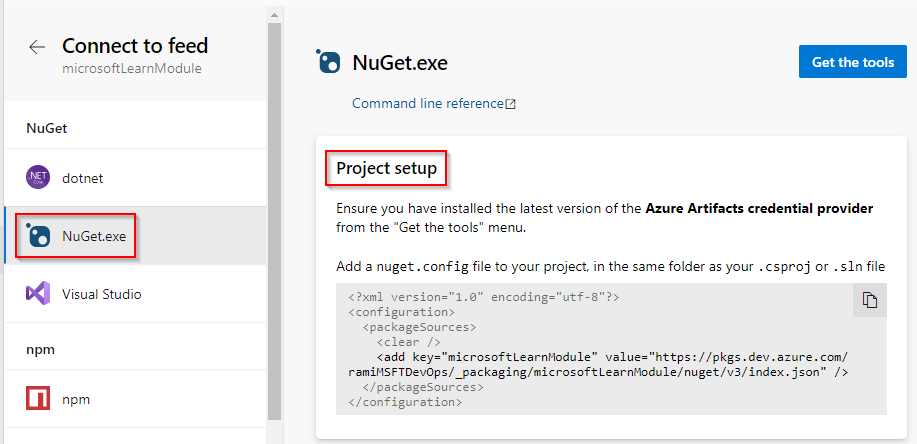 Connect to feed
microsoftLearnModule
NuGet
.NET
Core
dotnet
NuGet.exe
Visual Studio
npm
npm
NuGet.exe
Get the tools
Command line reference
Project setup
Ensure you have installed the latest version of the Azure Artifacts credential provider
from the "Get the tools" menu.
Add a nuget.config file to your project, in the same folder as your .csproj or .sln file
<?xml version="1.0" encoding="utf-8"?>
<configuration>
  <packageSources>
    <clear />
    <add key="microsoftLearnModule" value="https://pkgs.dev.azure.com/
ramiMSFTDevOps/_packaging/microsoftLearnModule/nuget/v3/index.json" />
  </packageSources>
</configuration>